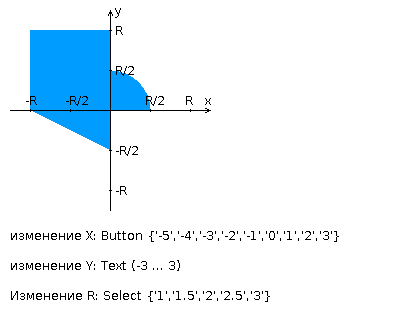 y
R
R/2
-R
-R/2
R/2
R
x
-R/2
-R
изменение X: Button {'-5','-4','-3','-2','-1','0','1','2','3'}
изменение Y: Text (-3 ... 3)
Изменение R: Select {'1','1.5','2','2.5','3'}